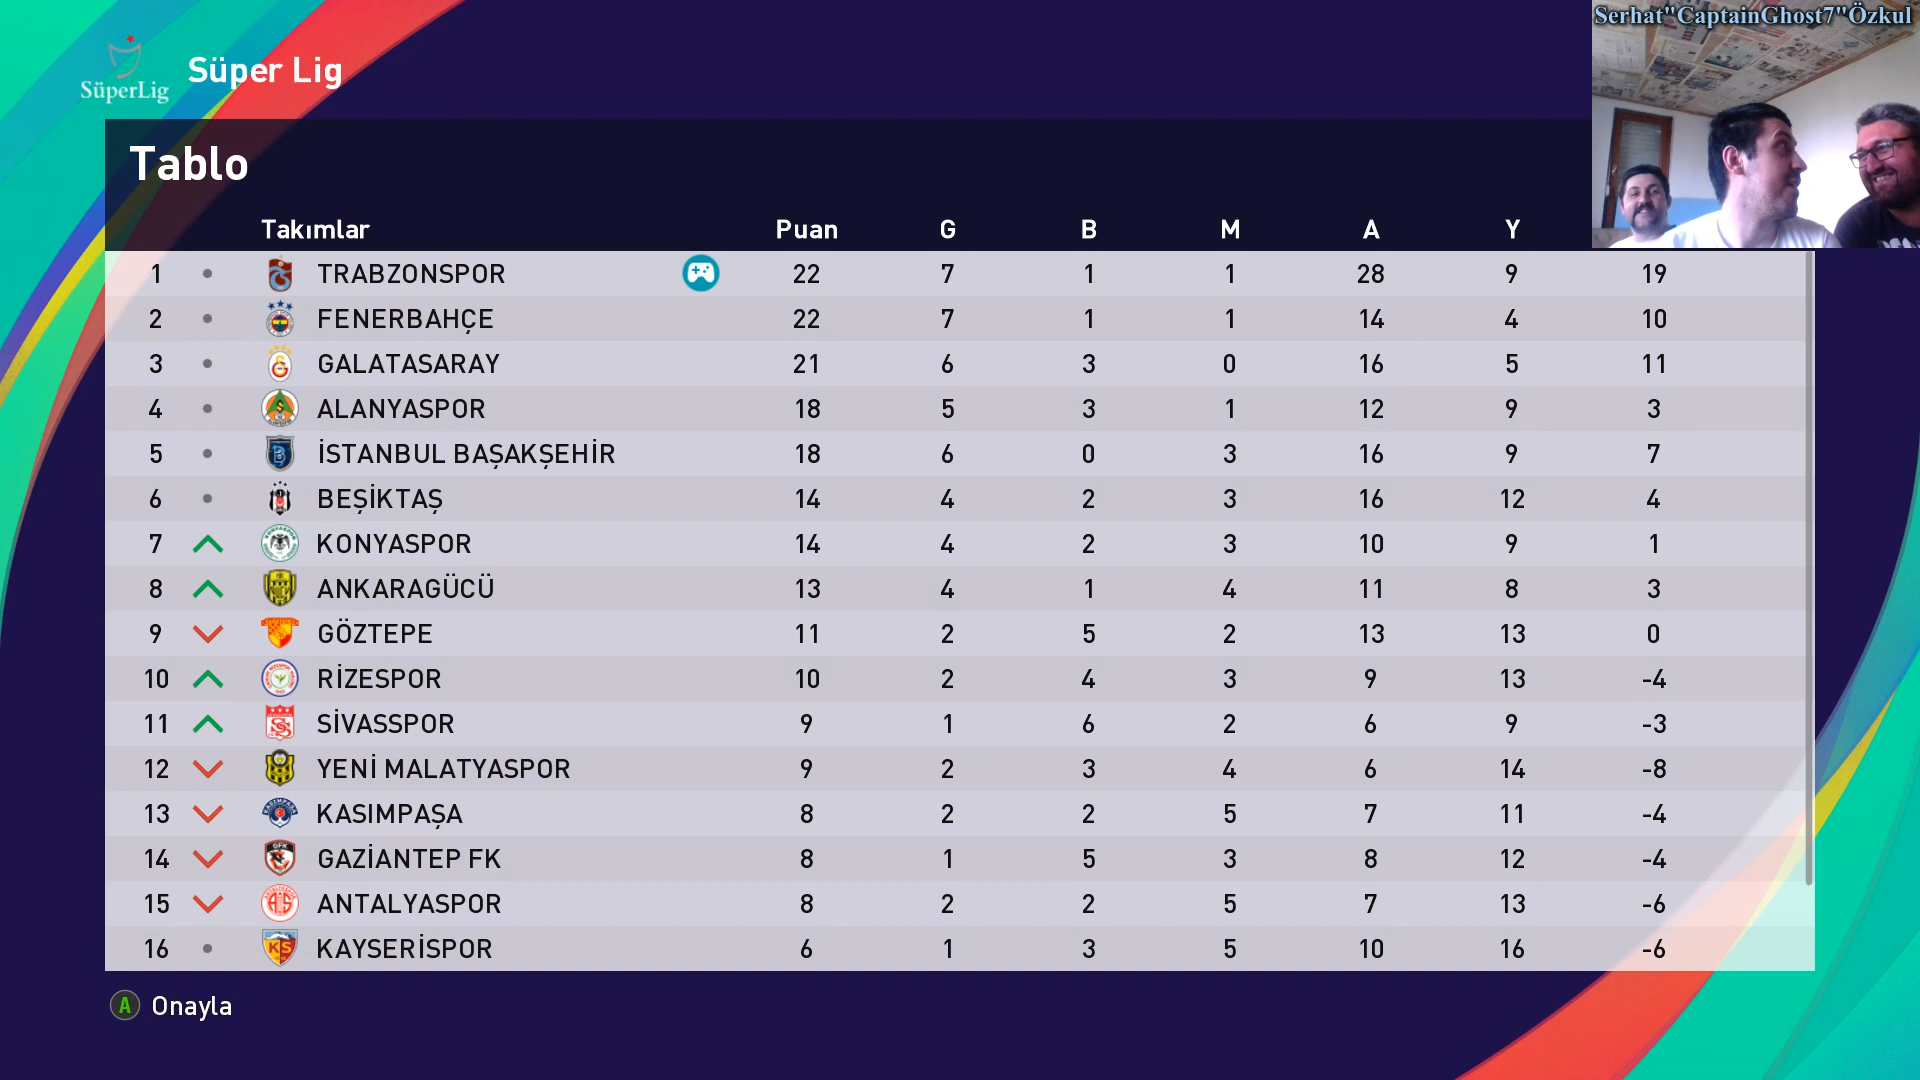 Serhat"CaptainGhost7"Özkul
SüperLig
Süper Lig
Tablo
Takımlar Puan G B M A Y
1 TRABZONSPOR 22 7 1 1 28 9 19
2 FENERBAHÇE 22 7 1 1 14 4 10
3 GALATASARAY 21 6 3 0 16 5 11
4 ALANYASPOR 18 5 3 1 12 9 3
5 İSTANBUL BAŞAKŞEHİR 18 6 0 3 16 9 7
6 BEŞİKTAŞ 14 4 2 3 16 12 4
7 KONYASPOR 14 4 2 3 10 9 1
8 ANKARAGÜCÜ 13 4 1 4 11 8 3
9 GÖZTEPE 11 2 5 2 13 13 0
10 RİZESPOR 10 2 4 3 9 13 -4
11 SİVASSPOR 9 1 6 2 6 9 -3
12 YENİ MALATYASPOR 9 2 3 4 6 14 -8
13 KASIMPAŞA 8 2 2 5 7 11 -4
14 GAZİANTEP FK 8 1 5 3 8 12 -4
15 ANTALYASPOR 8 2 2 5 7 13 -6
16 KAYSERİSPOR 6 1 3 5 10 16 -6
A Onayla